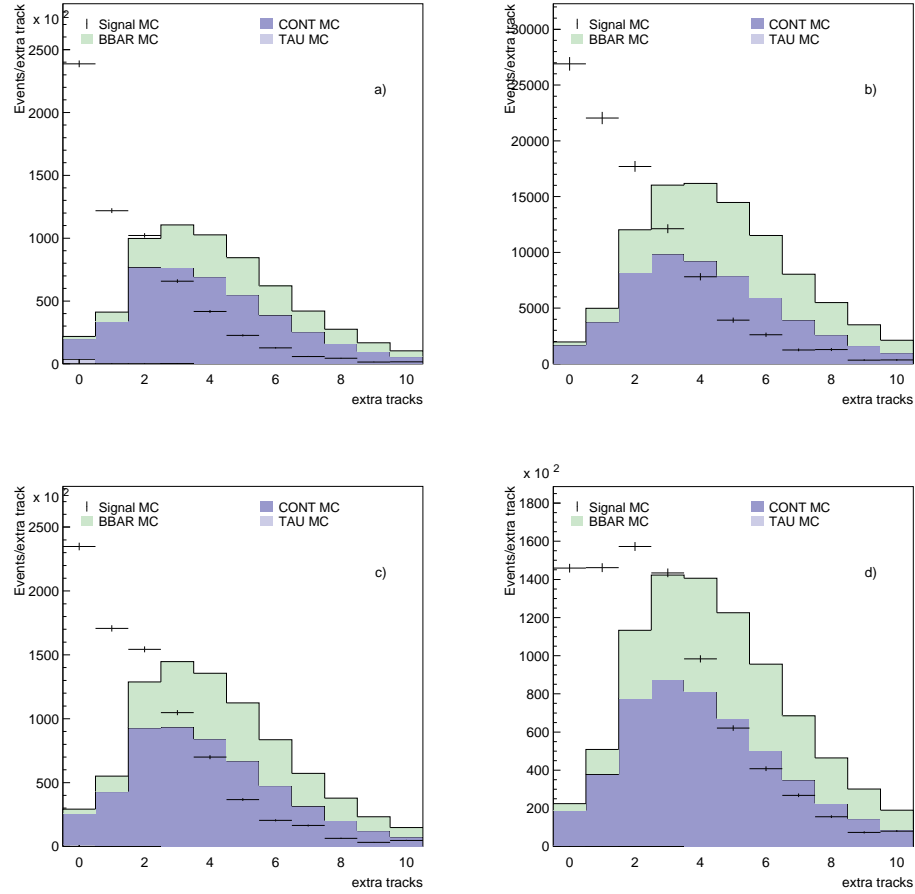 x 10 2
Events/extra track
Signal MC
CONT MC
BBAR MC
TAU MC
a)
2500
2000
1500
1000
500
0
0 2 4 6 8 10
extra tracks
Events/extra track
Signal MC
CONT MC
BBAR MC
TAU MC
b)
30000
25000
20000
15000
10000
5000
0
0 2 4 6 8 10
extra tracks
x 10 2
Events/extra track
Signal MC
CONT MC
BBAR MC
TAU MC
c)
2500
2000
1500
1000
500
0
0 2 4 6 8 10
extra tracks
x 10 2
Events/extra track
Signal MC
CONT MC
BBAR MC
TAU MC
d)
1800
1600
1400
1200
1000
800
600
400
200
0
0 2 4 6 8 10
extra tracks